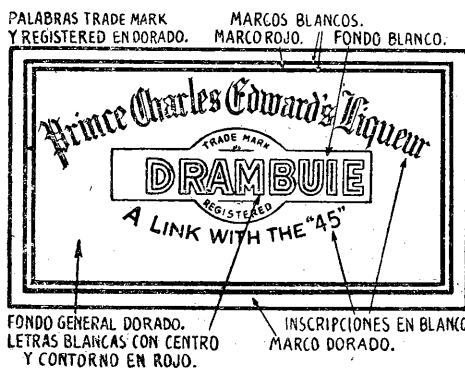 PALABRAS TRADE MARK
Y REGISTERED EN DORADO.
MARCOS BLANCOS.
MARCO ROJO. FONDO BLANCO.
Prince Charles Edward's Liqueur
TRADE MARK
DRAMBUIE
REGISTERED
A LINK WITH THE "45"
FONDO GENERAL DORADO.
LETRAS BLANCAS CON CENTRO
Y CONTORNO EN ROJO.
INSCRIPCIONES EN BLANCO
MARCO DORADO.